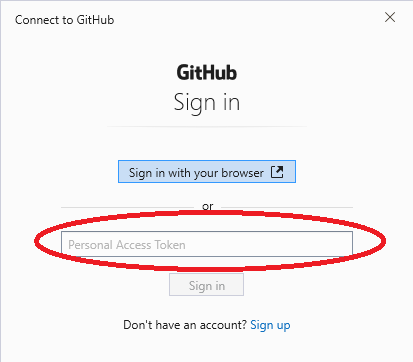 Connect to GitHub
GitHub
Sign in
Sign in with your browser
or
Personal Access Token
Sign in
Don't have an account? Sign up